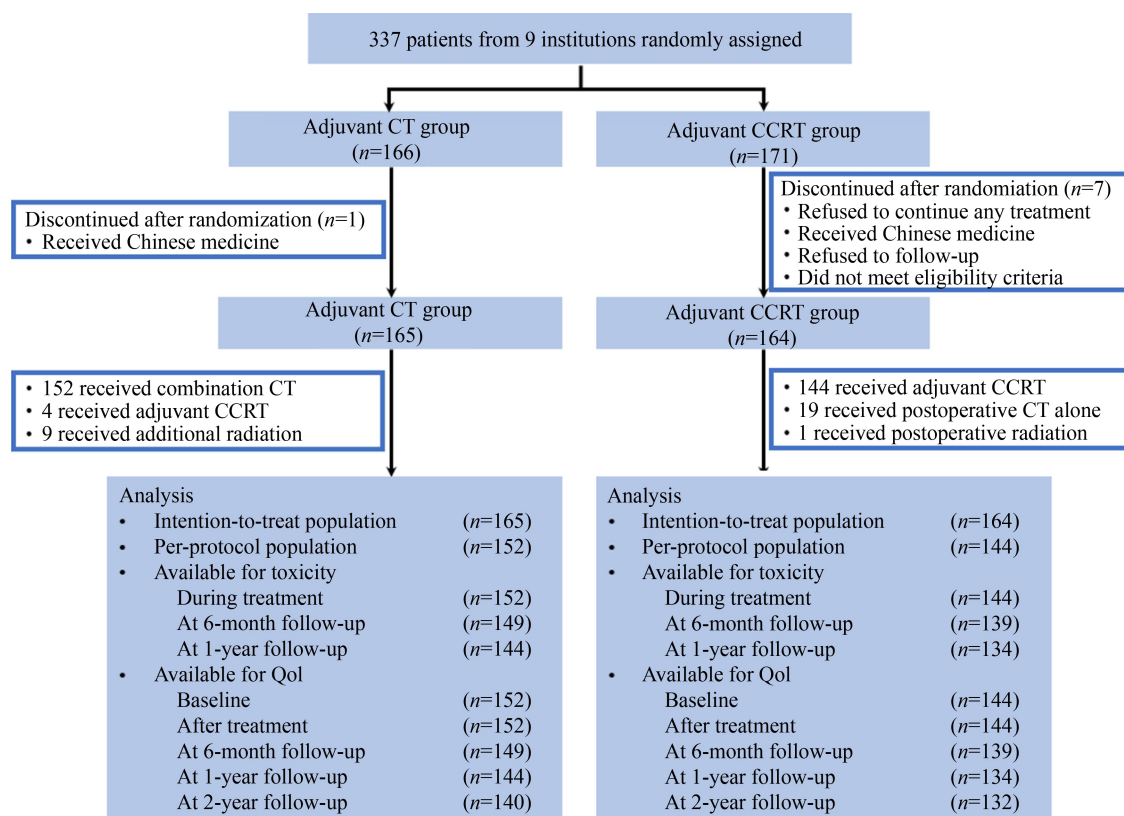 337 patients from 9 institutions randomly assigned
Adjuvant CT group
(n=166)
Adjuvant CCRT group
(n=171)
Discontinued after randomization (n=1)
• Received Chinese medicine
Discontinued after randomiation (n=7)
• Refused to continue any treatment
• Received Chinese medicine
• Refused to follow-up
• Did not meet eligibility criteria
Adjuvant CT group
(n=165)
Adjuvant CCRT group
(n=164)
• 152 received combination CT
• 4 received adjuvant CCRT
• 9 received additional radiation
• 144 received adjuvant CCRT
• 19 received postoperative CT alone
• 1 received postoperative radiation
Analysis
• Intention-to-treat population (n=165)
• Per-protocol population (n=152)
• Available for toxicity
During treatment (n=152)
At 6-month follow-up (n=149)
At 1-year follow-up (n=144)
• Available for Qol
Baseline (n=152)
After treatment (n=152)
At 6-month follow-up (n=149)
At 1-year follow-up (n=144)
At 2-year follow-up (n=140)
Analysis
• Intention-to-treat population (n=164)
• Per-protocol population (n=144)
• Available for toxicity
During treatment (n=144)
At 6-month follow-up (n=139)
At 1-year follow-up (n=134)
• Available for Qol
Baseline (n=144)
After treatment (n=144)
At 6-month follow-up (n=139)
At 1-year follow-up (n=134)
At 2-year follow-up (n=132)